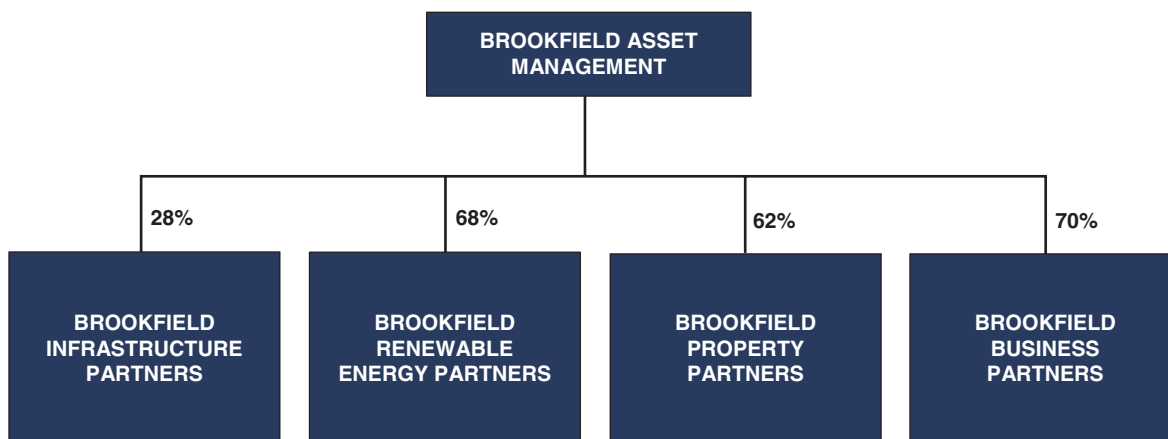 BROOKFIELD ASSET
MANAGEMENT
28%
68%
62%
70%
BROOKFIELD
INFRASTRUCTURE
PARTNERS
BROOKFIELD
RENEWABLE
ENERGY PARTNERS
BROOKFIELD
PROPERTY
PARTNERS
BROOKFIELD
BUSINESS
PARTNERS